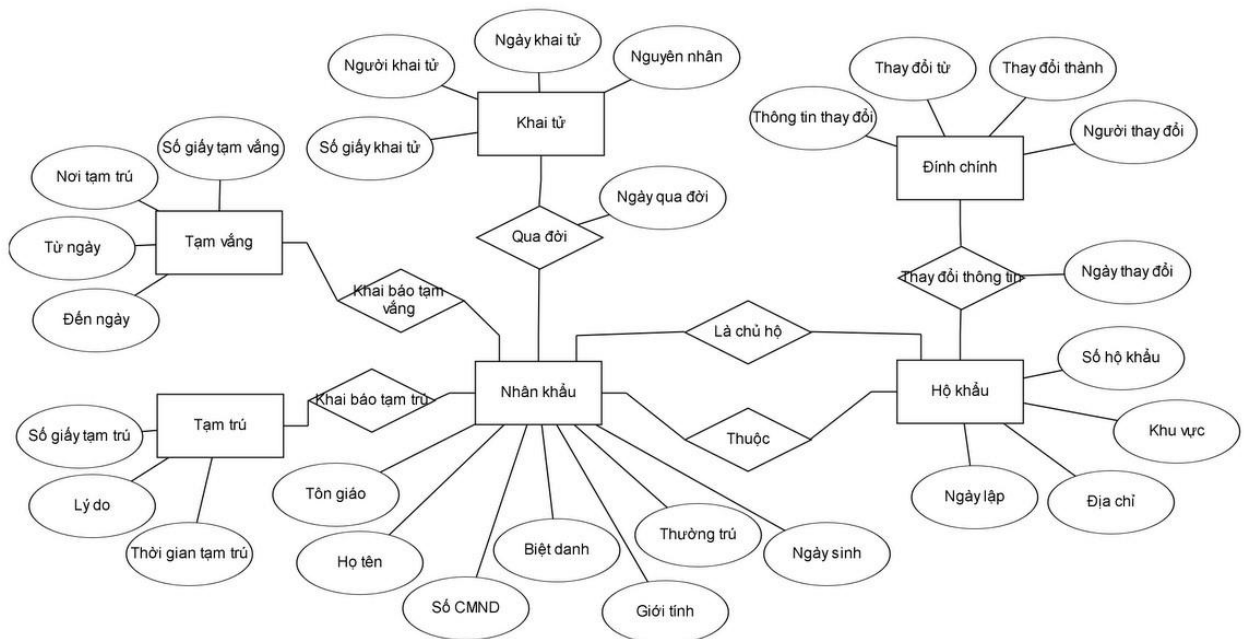 Ngày khai tử
Người khai tử
Nguyên nhân
Khai tử
Số giấy khai tử
Thay đổi từ
Thay đổi thành
Thông tin thay đổi
Người thay đổi
Đính chính
Số giấy tạm vắng
Nơi tạm trú
Tạm vắng
Từ ngày
Đến ngày
Ngày qua đời
Qua đời
Khai báo tạm
vắng
Thay đổi thông tin
Ngày thay đổi
Là chủ hộ
Số hộ khẩu
Nhân khẩu
Hộ khẩu
Khai báo tạm trú
Tạm trú
Số giấy tạm trú
Lý do
Thời gian tạm trú
Thuộc
Khu vực
Ngày lập
Địa chỉ
Tôn giáo
Họ tên
Số CMND
Biệt danh
Thường trú
Giới tính
Ngày sinh